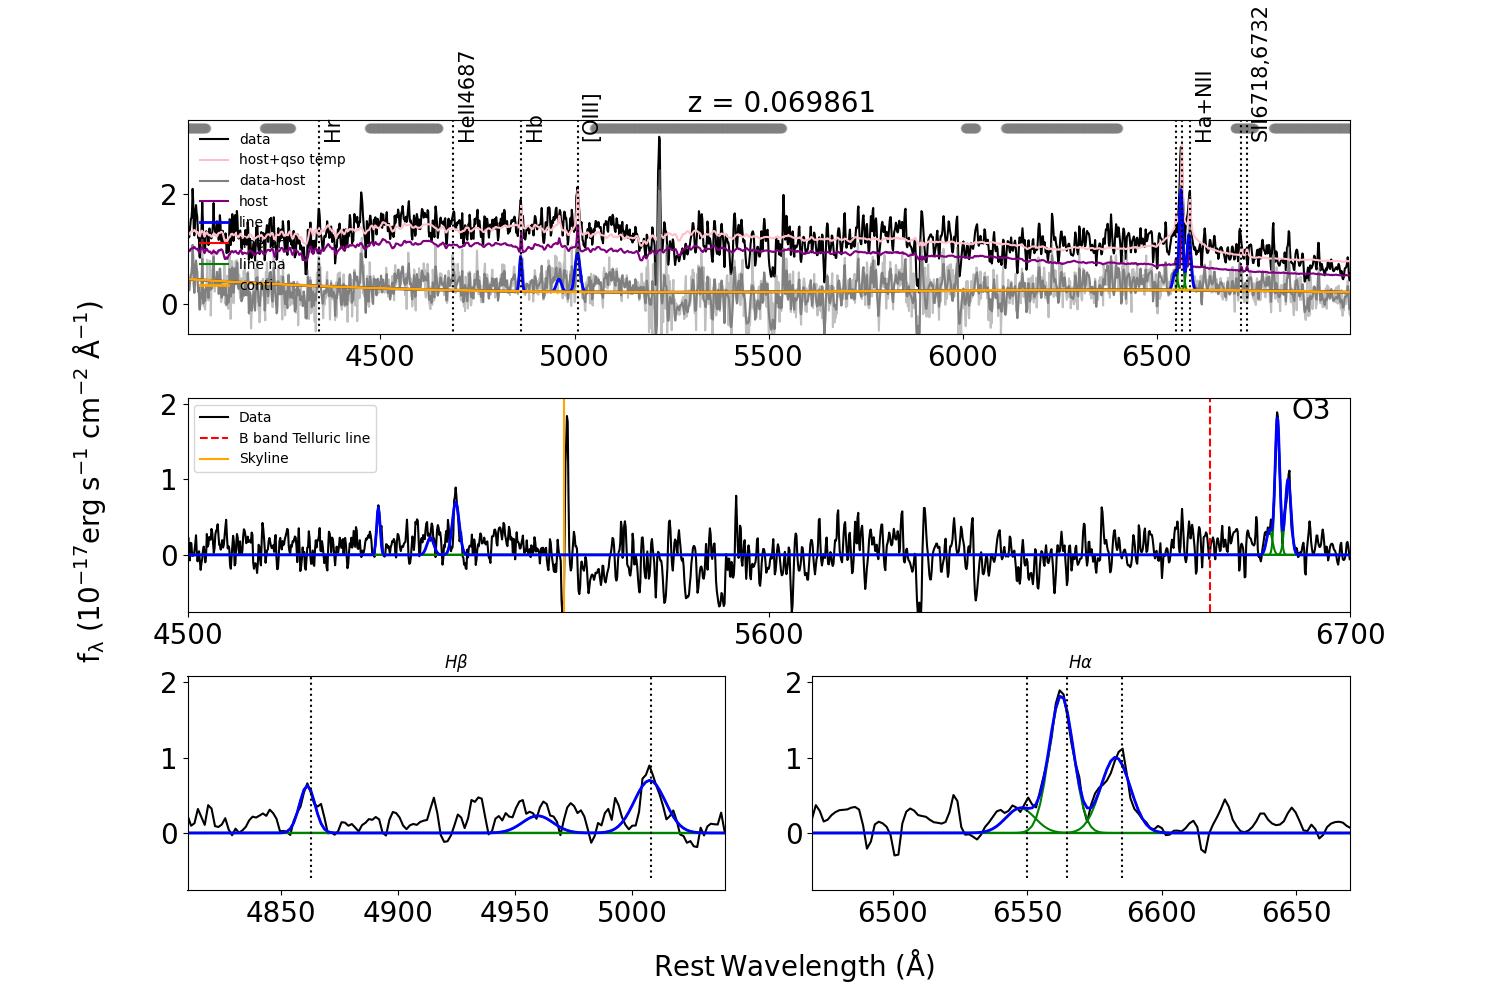 z = 0.069861
Hr
HeII4687
Hb
[OIII]
Ha+NII
SII6718,6732
data
host+qso temp
data-host
host
line
line na
conti
2
0
4500 5000 5500 6000 6500
fλ (10⁻¹⁷erg s⁻¹ cm⁻² Å⁻¹)
Data
B band Telluric line
Skyline
O3
2
1
0
4500 5600 6700
Hβ
2
1
0
4850 4900 4950 5000
Hα
2
1
0
6500 6550 6600 6650
Rest Wavelength (Å)